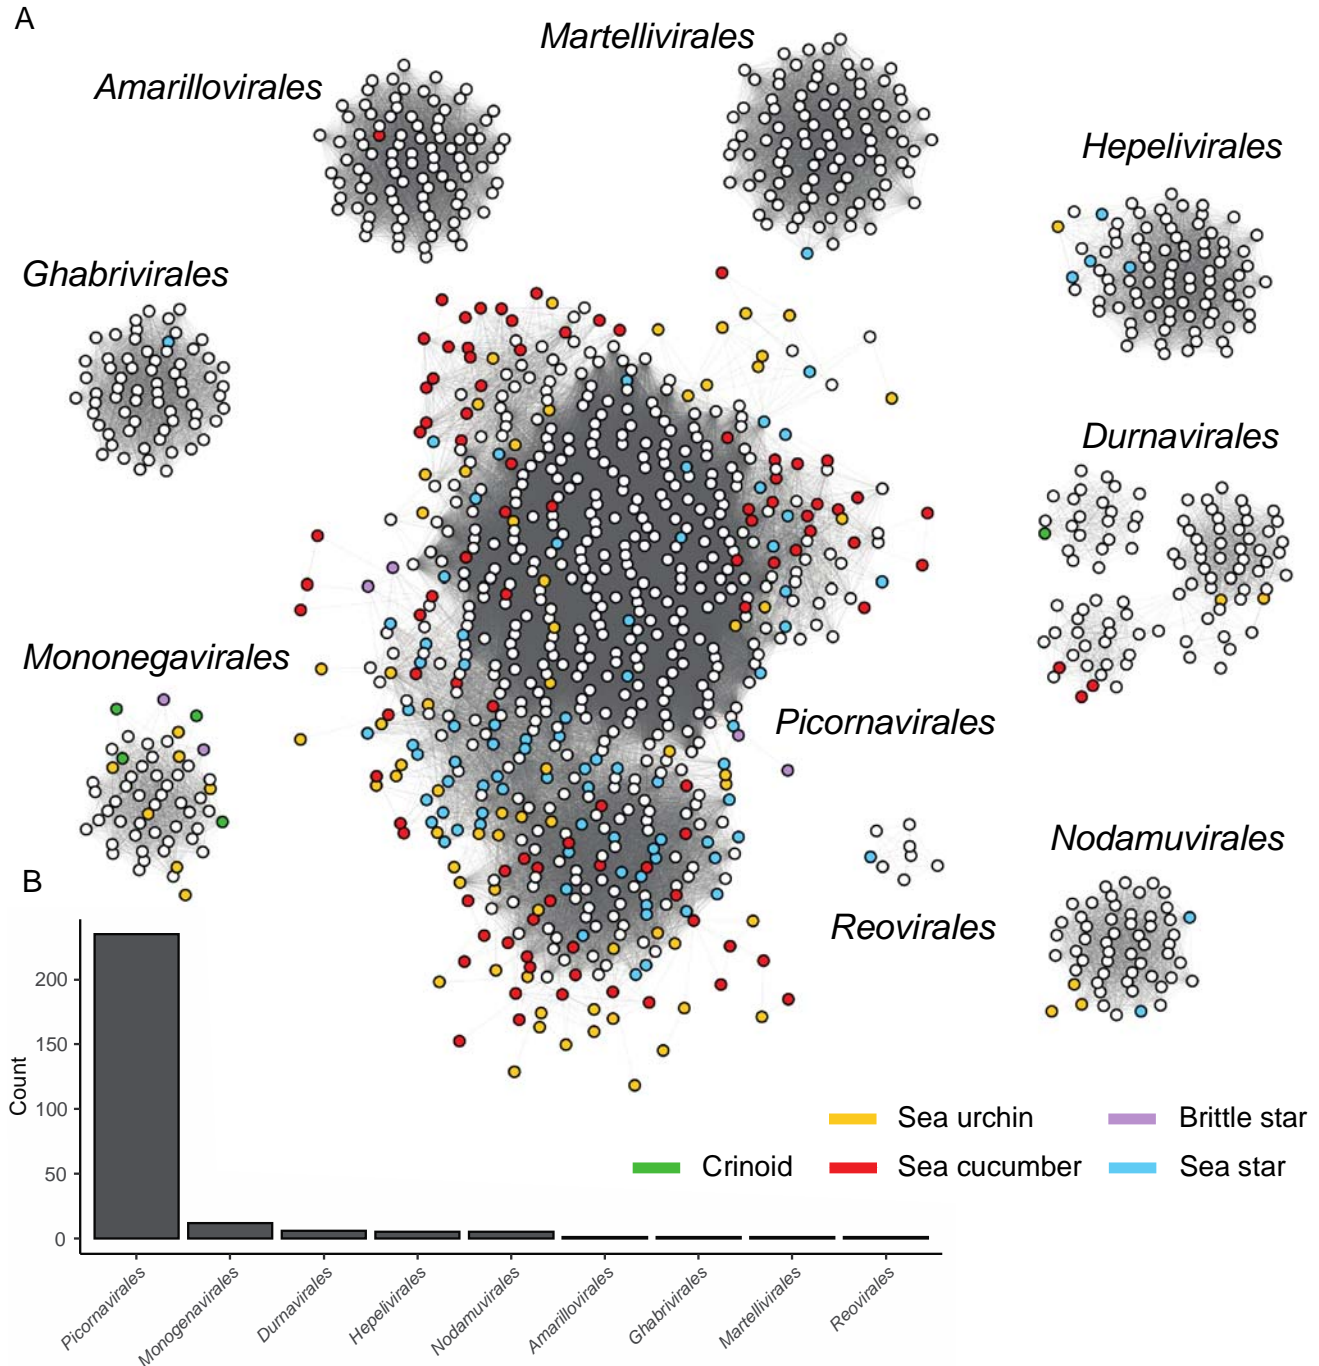 A
Martellivirales
Amarillovirales
Hepelivirales
Ghabrivirales
Durnavirales
Mononegavirales
Picornavirales
Nodamuvirales
Reovirales
B
Count
200
150
100
50
0
Picornavirales
Monogenavirales
Durnavirales
Hepelivirales
Nodamuvirales
Amarillovirales
Ghabrivirales
Martellivirales
Reovirales
Sea urchin
Brittle star
Crinoid
Sea cucumber
Sea star